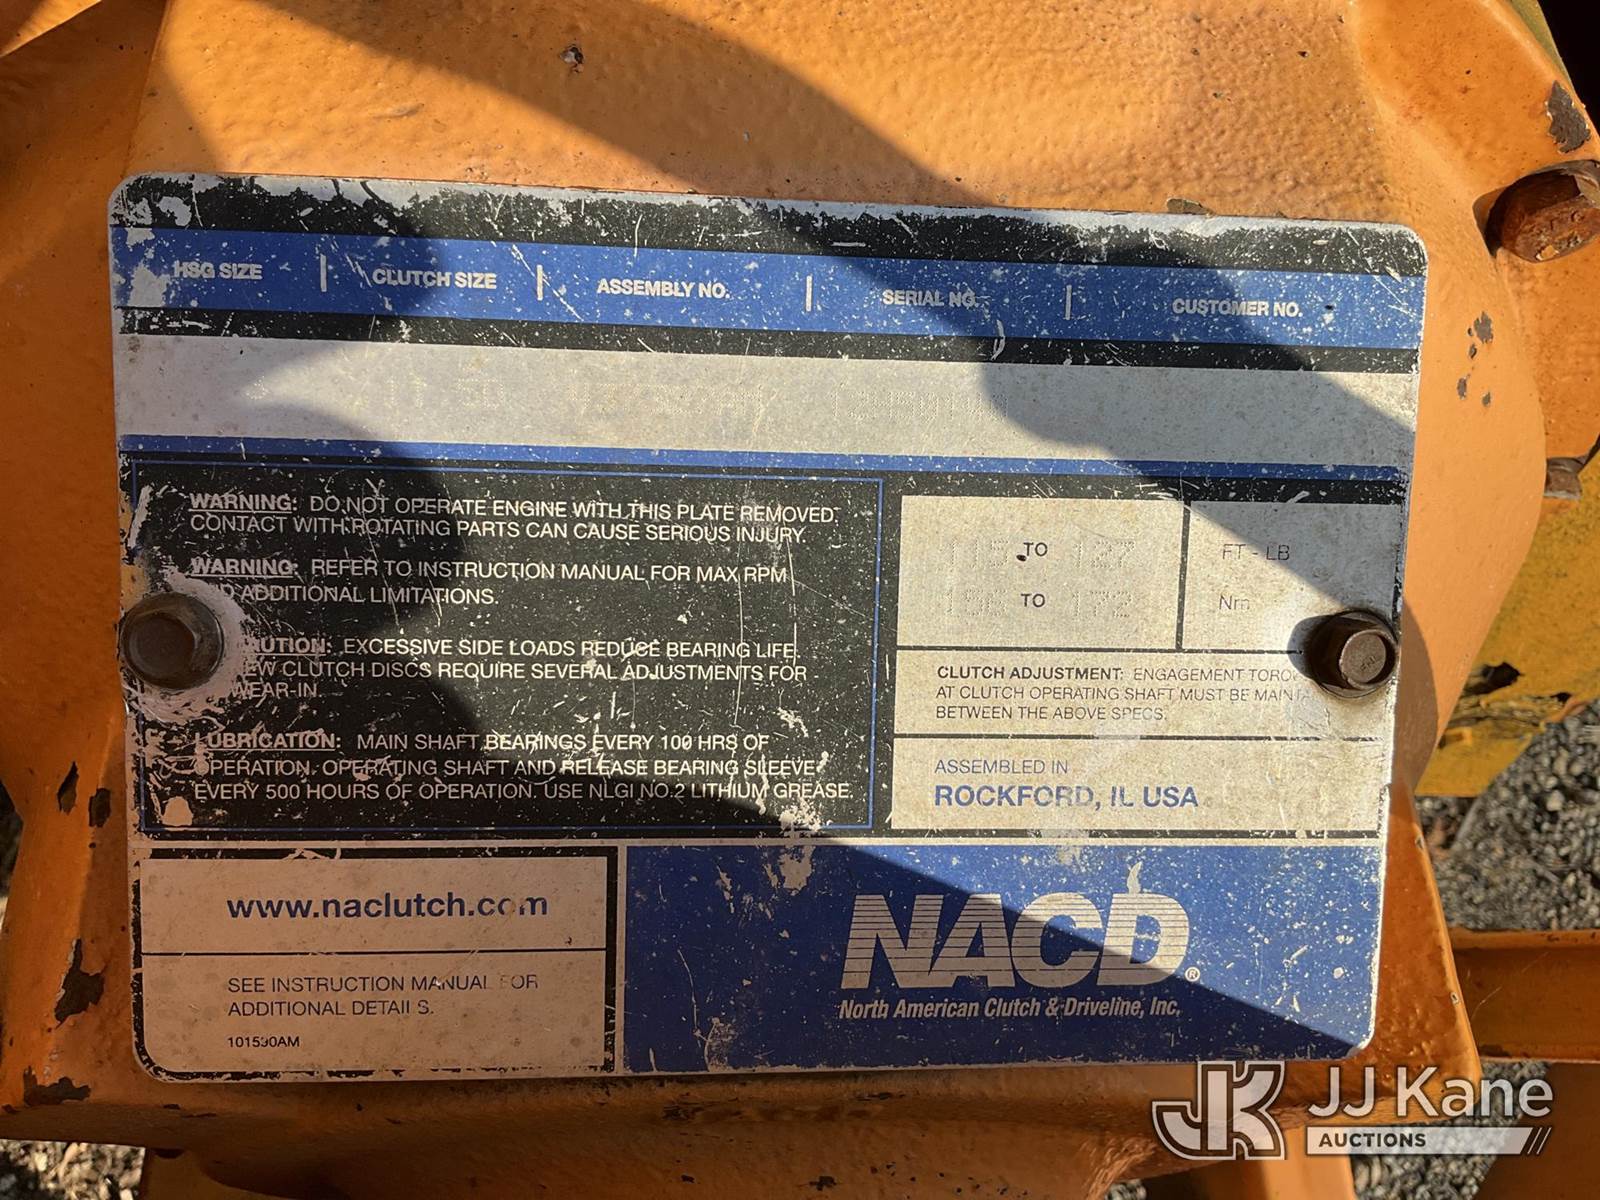 HSG SIZE | CLUTCH SIZE | ASSEMBLY NO. | SERIAL NO. | CUSTOMER NO.
WARNING: DO NOT OPERATE ENGINE WITH THIS PLATE REMOVED.
CONTACT WITH ROTATING PARTS CAN CAUSE SERIOUS INJURY.
WARNING: REFER TO INSTRUCTION MANUAL FOR MAX RPM
ADDITIONAL LIMITATIONS.
EXCESSIVE SIDE LOADS REDUCE BEARING LIFE.
CLUTCH DISCS REQUIRE SEVERAL ADJUSTMENTS FOR
WEAR-IN.
LUBRICATION: MAIN SHAFT BEARINGS EVERY 100 HRS OF
OPERATION. OPERATING SHAFT AND RELEASE BEARING SLEEVE
EVERY 500 HOURS OF OPERATION. USE NLGI NO.2 LITHIUM GREASE.
115 TO 127 FT - LB
156 TO 172 Nm
CLUTCH ADJUSTMENT: ENGAGEMENT
AT CLUTCH OPERATING SHAFT MUST BE
BETWEEN THE ABOVE SPECS.
ASSEMBLED IN
ROCKFORD, IL USA
www.naclutch.com
SEE INSTRUCTION MANUAL FOR
ADDITIONAL DETAILS.
NACD®
North American Clutch & Driveline, Inc.
JK JJ Kane
AUCTIONS